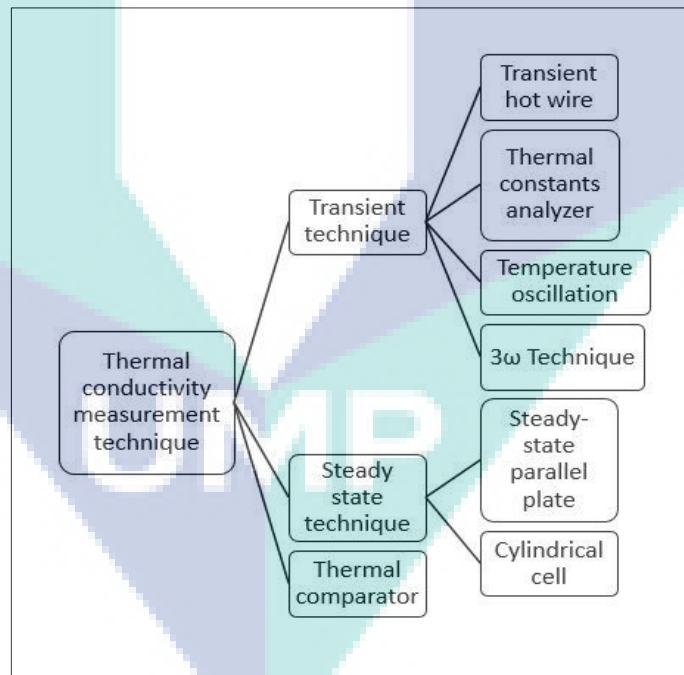 Thermal
conductivity
measurement
technique
Transient
technique
Steady
state
technique
Thermal
comparator
Transient
hot wire
Thermal
constants
analyzer
Temperature
oscillation
3ω Technique
Steady-
state
parallel
plate
Cylindrical
cell
UMP